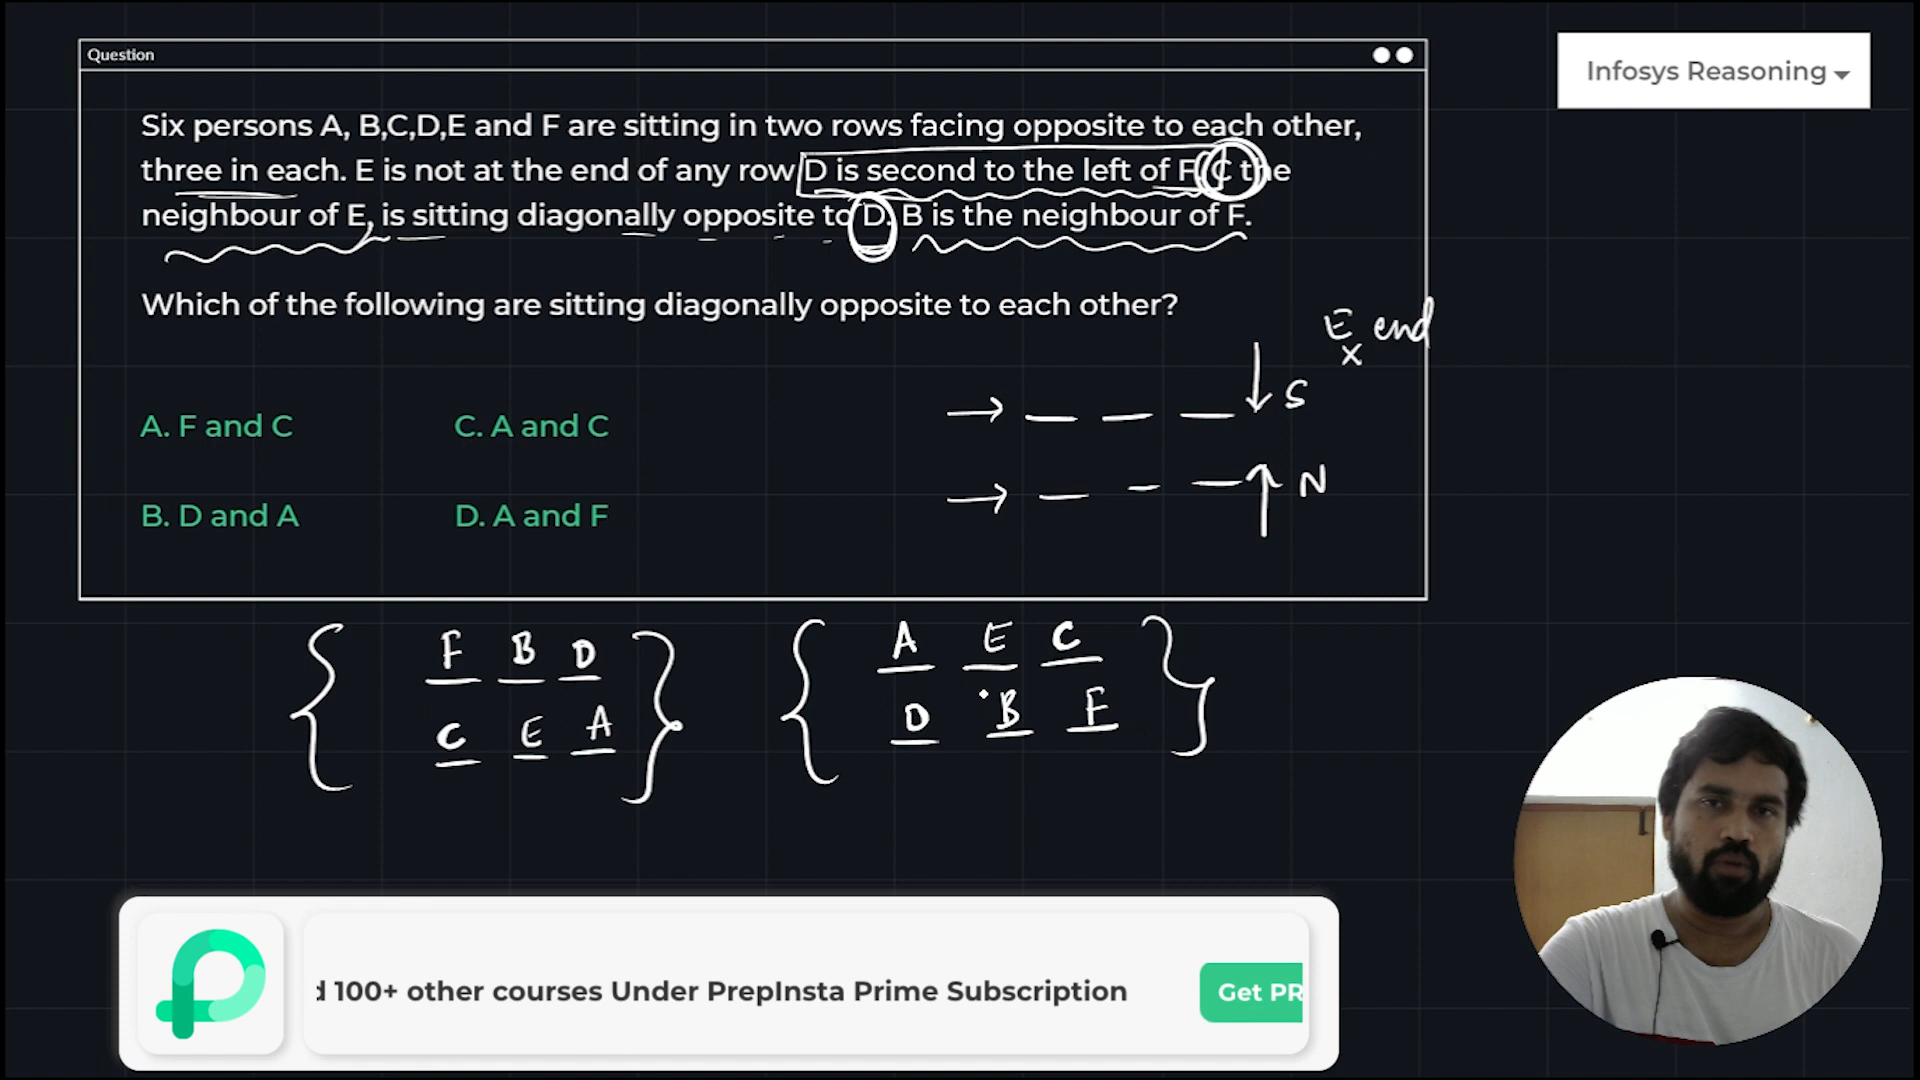 Question
Infosys Reasoning
Six persons A, B,C,D,E and F are sitting in two rows facing opposite to each other,
three in each. E is not at the end of any row D is second to the left of F C the
neighbour of E, is sitting diagonally opposite to D. B is the neighbour of F.
Which of the following are sitting diagonally opposite to each other?
E end
x
S
A. F and C
C. A and C
N
B. D and A
D. A and F
F B D
C E A
A E C
D B F
d 100+ other courses Under PrepInsta Prime Subscription
Get PR